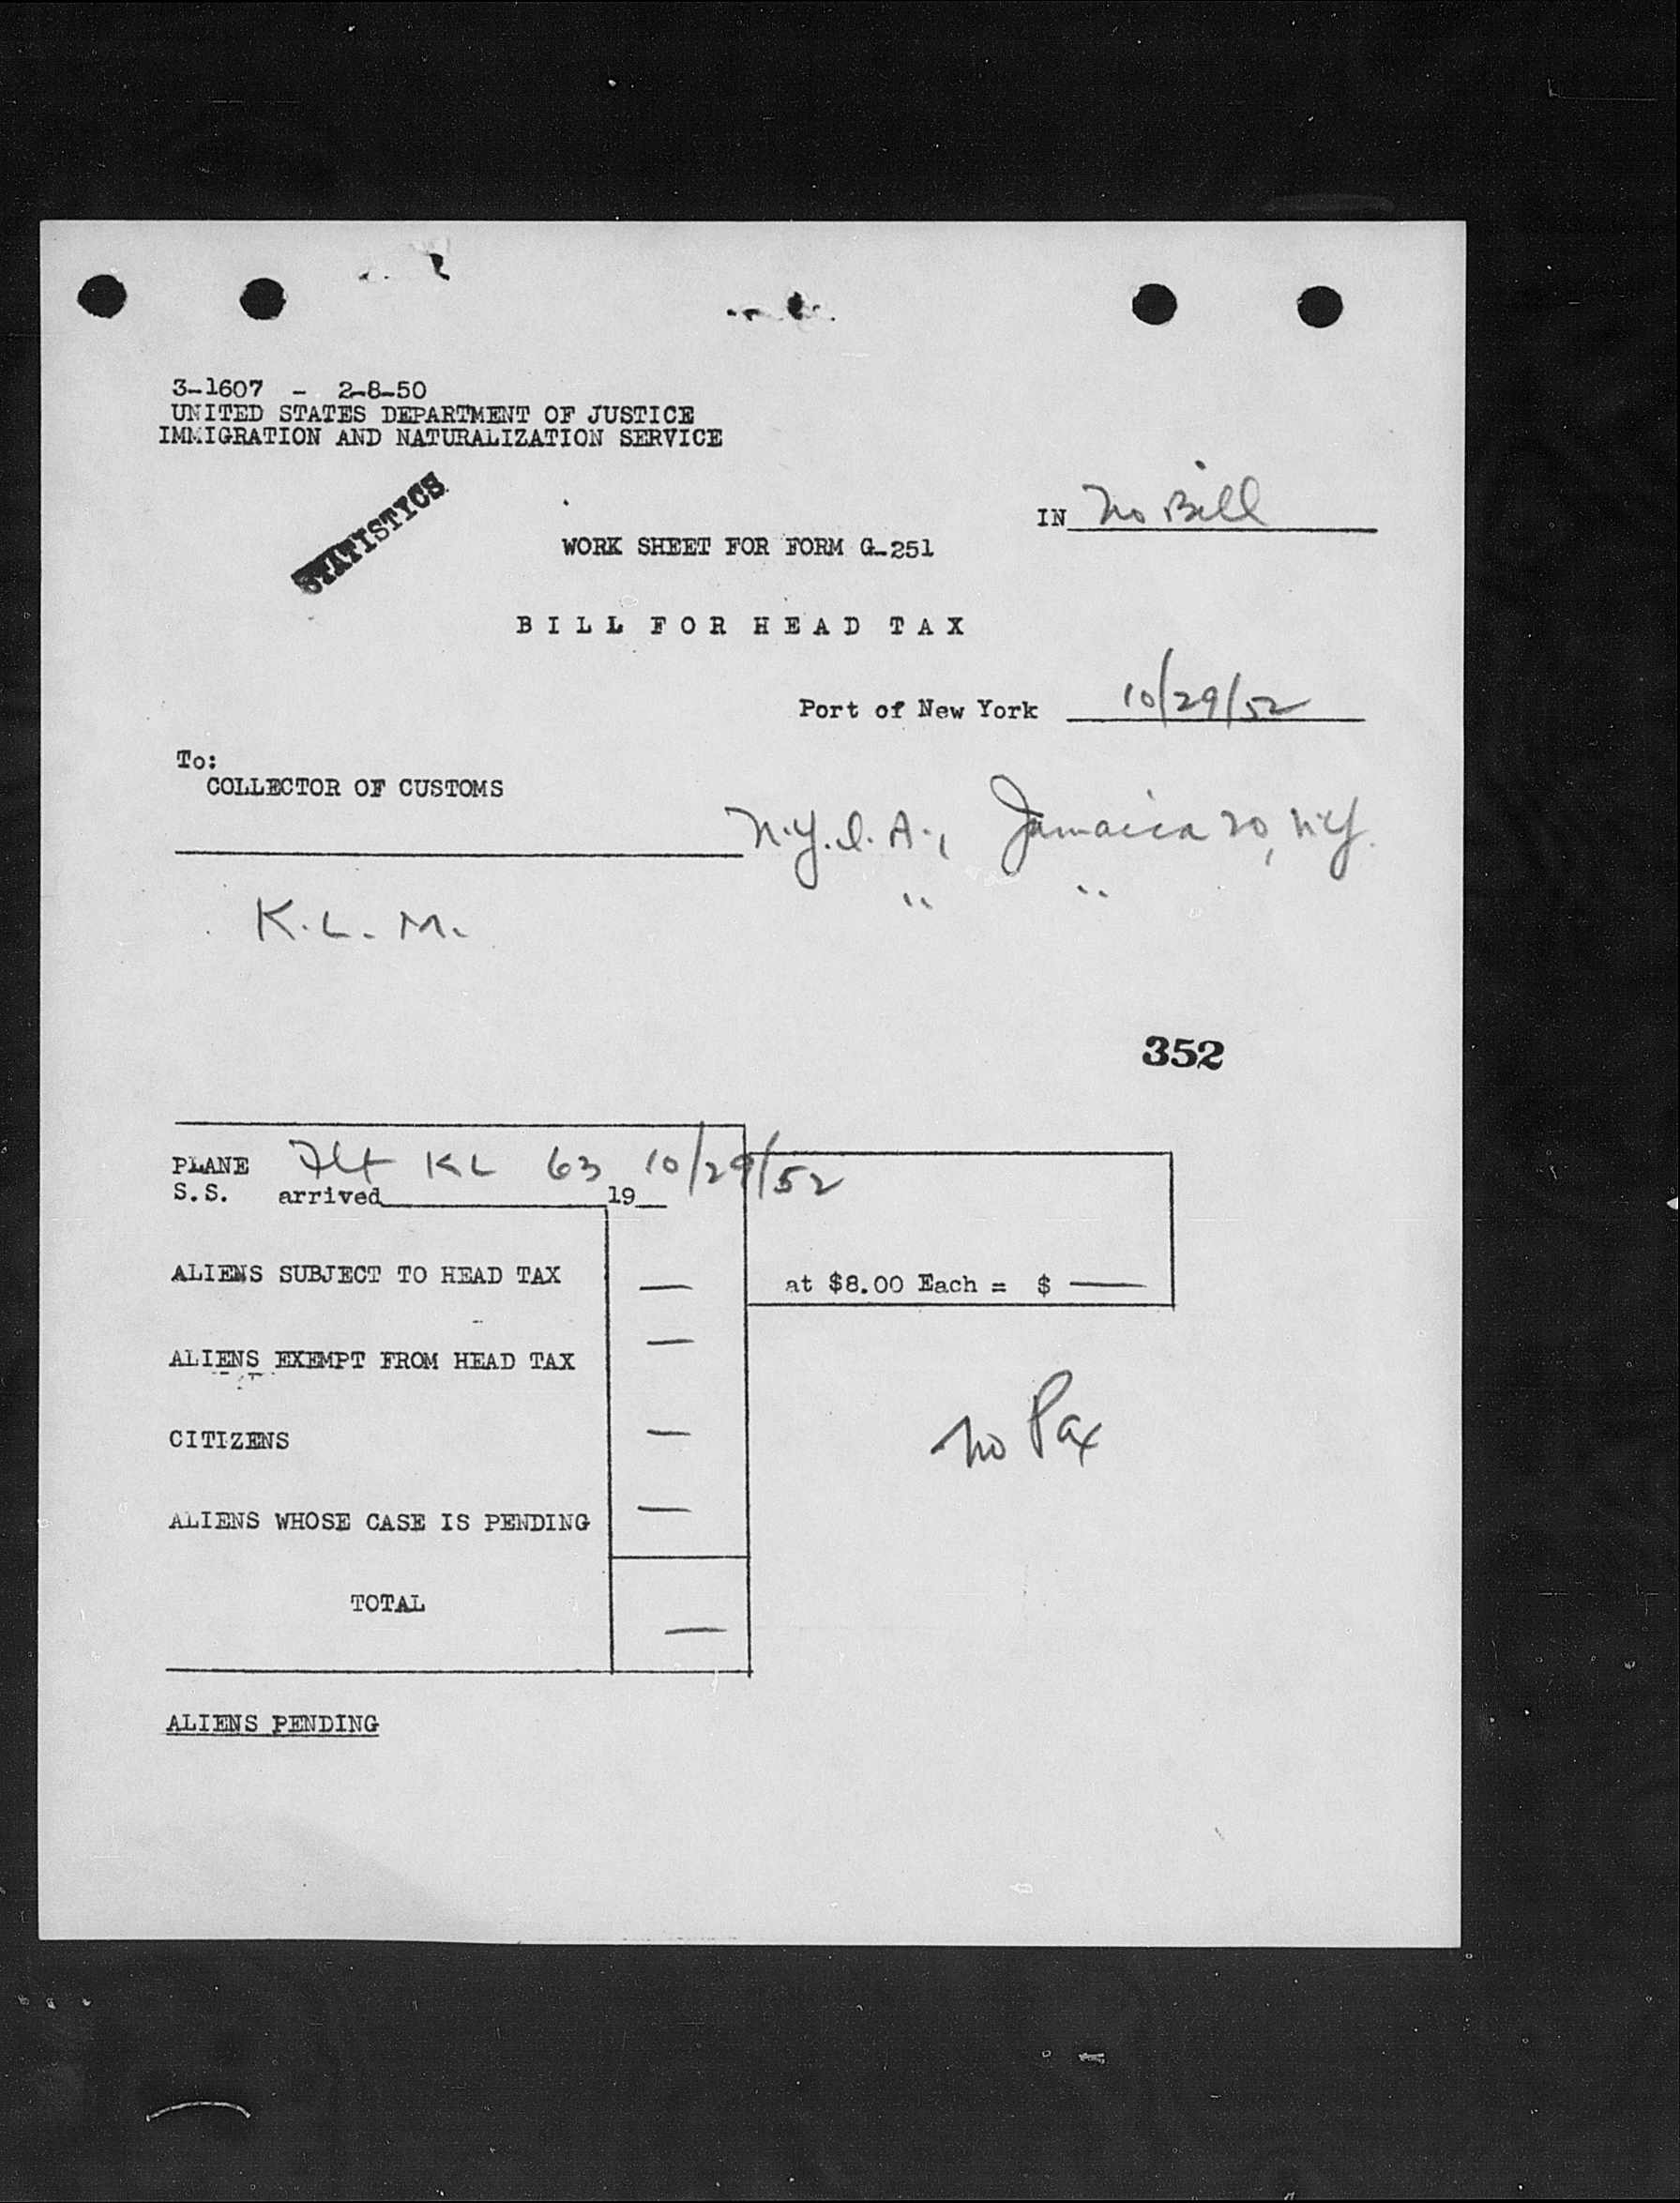 3-1607 - 2-8-50
UNITED STATES DEPARTMENT OF JUSTICE
IMMIGRATION AND NATURALIZATION SERVICE
STATISTICS
IN No Bill
WORK SHEET FOR FORM G-251
BILL FOR HEAD TAX
Port of New York 10/29/52
To:
COLLECTOR OF CUSTOMS
N.Y.I.A., Jamaica 20, N.Y.
K.L.M. " "
352
PLANE Flt KL 63 10/29/52
S.S. arrived 19
ALIENS SUBJECT TO HEAD TAX —
at $8.00 Each = $ —
ALIENS EXEMPT FROM HEAD TAX —
CITIZENS —
No Pax
ALIENS WHOSE CASE IS PENDING —
TOTAL —
ALIENS PENDING